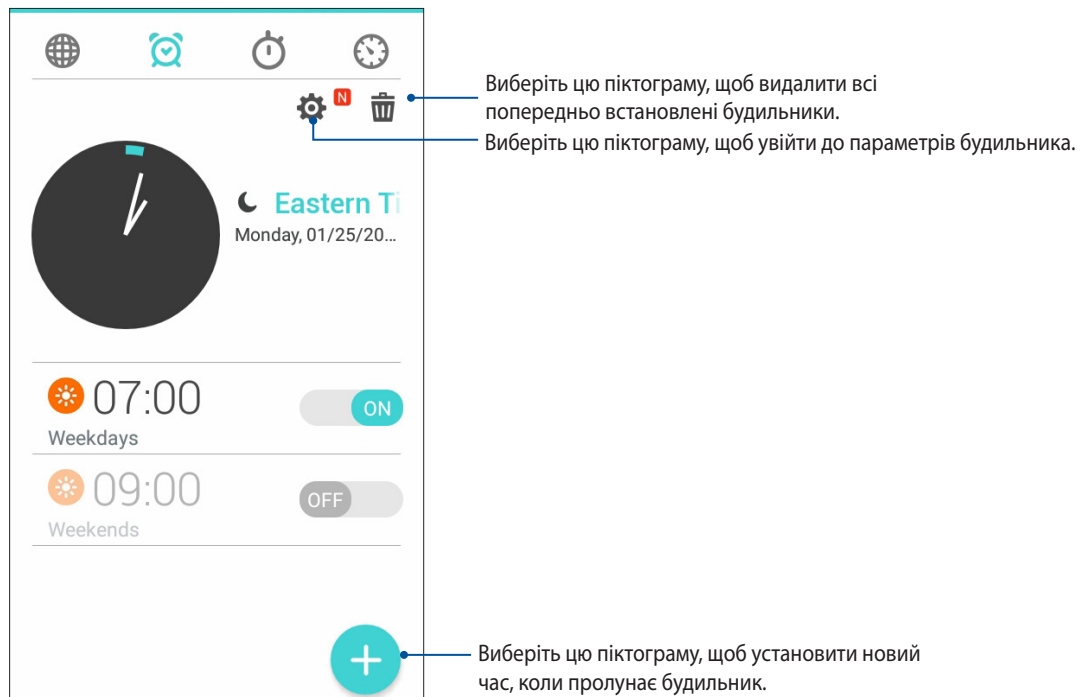 N
Виберіть цю піктограму, щоб видалити всі
попередньо встановлені будильники.
Виберіть цю піктограму, щоб увійти до параметрів будильника.
Eastern Ti
Monday, 01/25/20...
07:00
ON
Weekdays
09:00
OFF
Weekends
Виберіть цю піктограму, щоб установити новий
час, коли пролунає будильник.